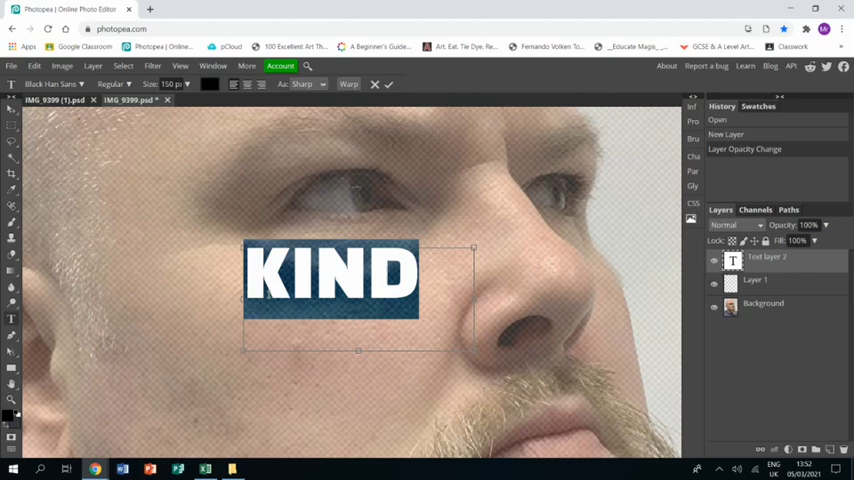 Photopea | Online Photo Editor
photopea.com
Apps Google Classroom Photopea | Online... pCloud 100 Excellent Art Th... A Beginner's Guide... Art. Eat. Tie Dye. Re... Fernando Volken To... __Educate Magis_... GCSE & A Level Art... Classwork
File Edit Image Layer Select Filter View Window More Account About Report a bug Learn Blog API
Black Han Sans Regular Size: 150 px Aa: Sharp Warp
IMG_9399 (1).psd IMG_9399.psd *
Inf
Pro
Bru
Cha
Par
Gly
CSS
History Swatches
Open
New Layer
Layer Opacity Change
Layers Channels Paths
Normal Opacity: 100%
Lock: Fill: 100%
T Text layer 2
Layer 1
Background
KIND
ENG
UK
13:52
05/03/2021